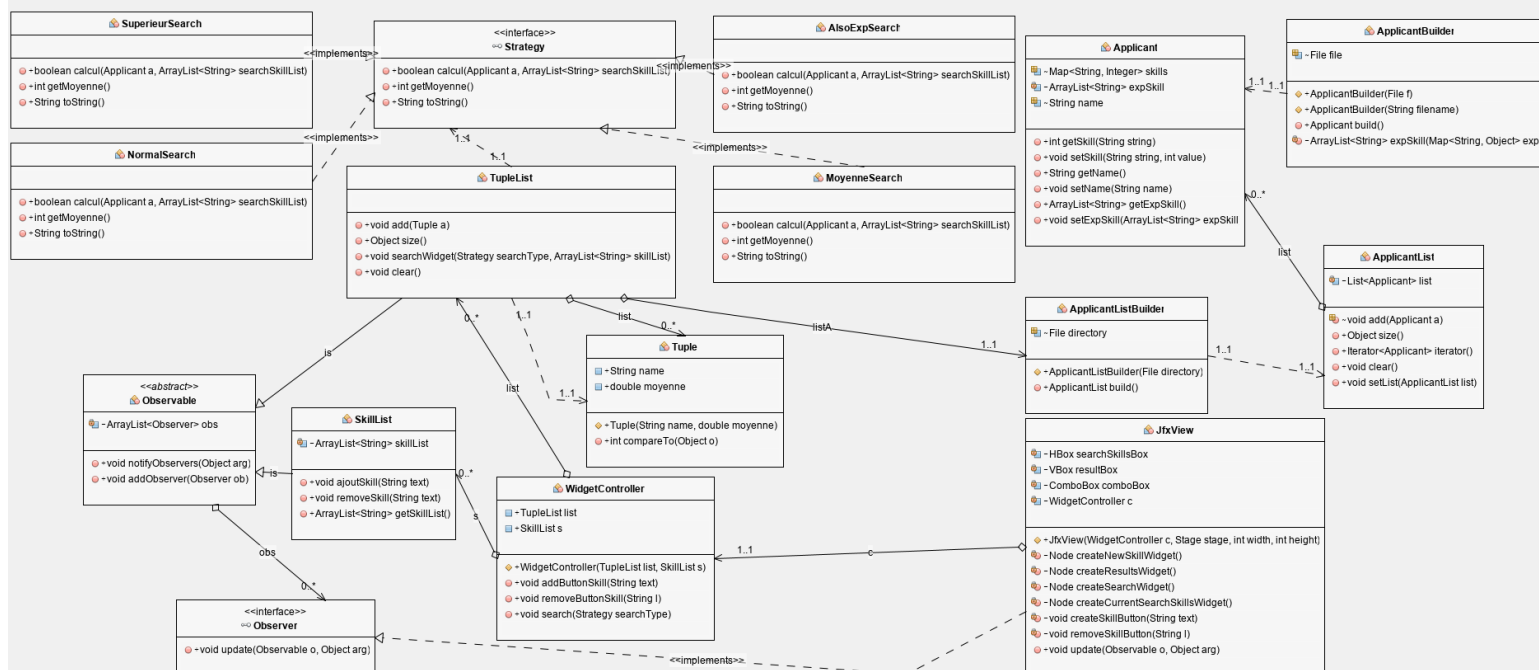 SuperieurSearch
+boolean calcul(Applicant a, ArrayList<String> searchSkillList)
+int getMoyenne()
+String toString()
<<implements>>
<<interface>>
Strategy
+boolean calcul(Applicant a, ArrayList<String> searchSkillList)
+int getMoyenne()
+String toString()
<<implements>>
AlsoExpSearch
+boolean calcul(Applicant a, ArrayList<String> searchSkillList)
+int getMoyenne()
+String toString()
Applicant
~Map<String, Integer> skills
-ArrayList<String> expSkill
~String name
+int getSkill(String string)
+void setSkill(String string, int value)
+String getName()
+void setName(String name)
+ArrayList<String> getExpSkill()
+void setExpSkill(ArrayList<String> expSkill
1..1
1..1
ApplicantBuilder
~File file
+ApplicantBuilder(File f)
+ApplicantBuilder(String filename)
+Applicant build()
-ArrayList<String> expSkill(Map<String, Object> exp
NormalSearch
+boolean calcul(Applicant a, ArrayList<String> searchSkillList)
+int getMoyenne()
+String toString()
<<implements>>
1..1
1..1
<<implements>>
TupleList
+void add(Tuple a)
+Object size()
+void searchWidget(Strategy searchType, ArrayList<String> skillList)
+void clear()
MoyenneSearch
+boolean calcul(Applicant a, ArrayList<String> searchSkillList)
+int getMoyenne()
+String toString()
0..*
list
ApplicantList
-List<Applicant> list
~void add(Applicant a)
+Object size()
+Iterator<Applicant> iterator()
+void clear()
+void setList(ApplicantList list)
ApplicantListBuilder
~File directory
+ApplicantListBuilder(File directory)
+ApplicantList build()
1..1
1..1
listA
1..1
0..*
1..1
list
0..*
1..1
is
list
Tuple
+String name
+double moyenne
+Tuple(String name, double moyenne)
+int compareTo(Object o)
<<abstract>>
Observable
-ArrayList<Observer> obs
+void notifyObservers(Object arg)
+void addObserver(Observer ob)
is
SkillList
-ArrayList<String> skillList
+void ajoutSkill(String text)
+void removeSkill(String text)
+ArrayList<String> getSkillList()
0..*
s
WidgetController
+TupleList list
+SkillList s
+WidgetController(TupleList list, SkillList s)
+void addButtonSkill(String text)
+void removeButtonSkill(String l)
+void search(Strategy searchType)
1..1
c
JfxView
-HBox searchSkillsBox
-VBox resultBox
-ComboBox comboBox
-WidgetController c
+JfxView(WidgetController c, Stage stage, int width, int height)
-Node createNewSkillWidget()
-Node createResultsWidget()
-Node createSearchWidget()
-Node createCurrentSearchSkillsWidget()
-void createSkillButton(String text)
-void removeSkillButton(String l)
+void update(Observable o, Object arg)
obs
0..*
<<interface>>
Observer
+void update(Observable o, Object arg)
<<implements>>